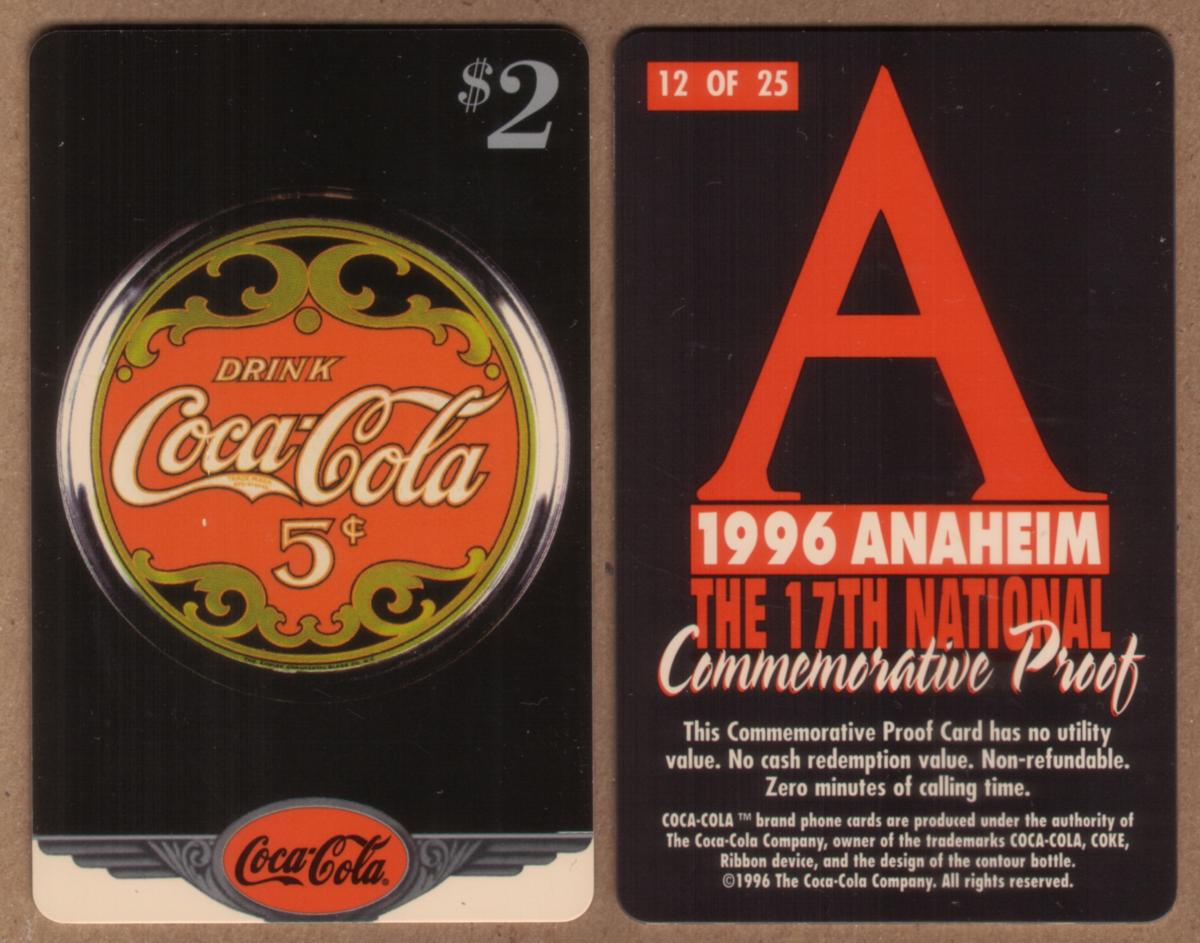 $2
DRINK
Coca-Cola
5¢
Coca-Cola
12 OF 25
A
1996 ANAHEIM
THE 17TH NATIONAL
Commemorative Proof
This Commemorative Proof Card has no utility
value. No cash redemption value. Non-refundable.
Zero minutes of calling time.
COCA-COLA ™ brand phone cards are produced under the authority of
The Coca-Cola Company, owner of the trademarks COCA-COLA, COKE,
Ribbon device, and the design of the contour bottle.
©1996 The Coca-Cola Company. All rights reserved.